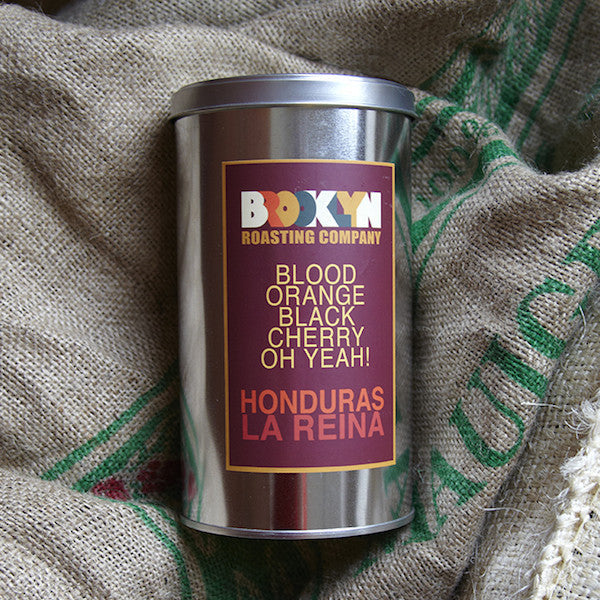 BROOKLYN
ROASTING COMPANY
BLOOD
ORANGE
BLACK
CHERRY
OH YEAH!
HONDURAS
LA REINA